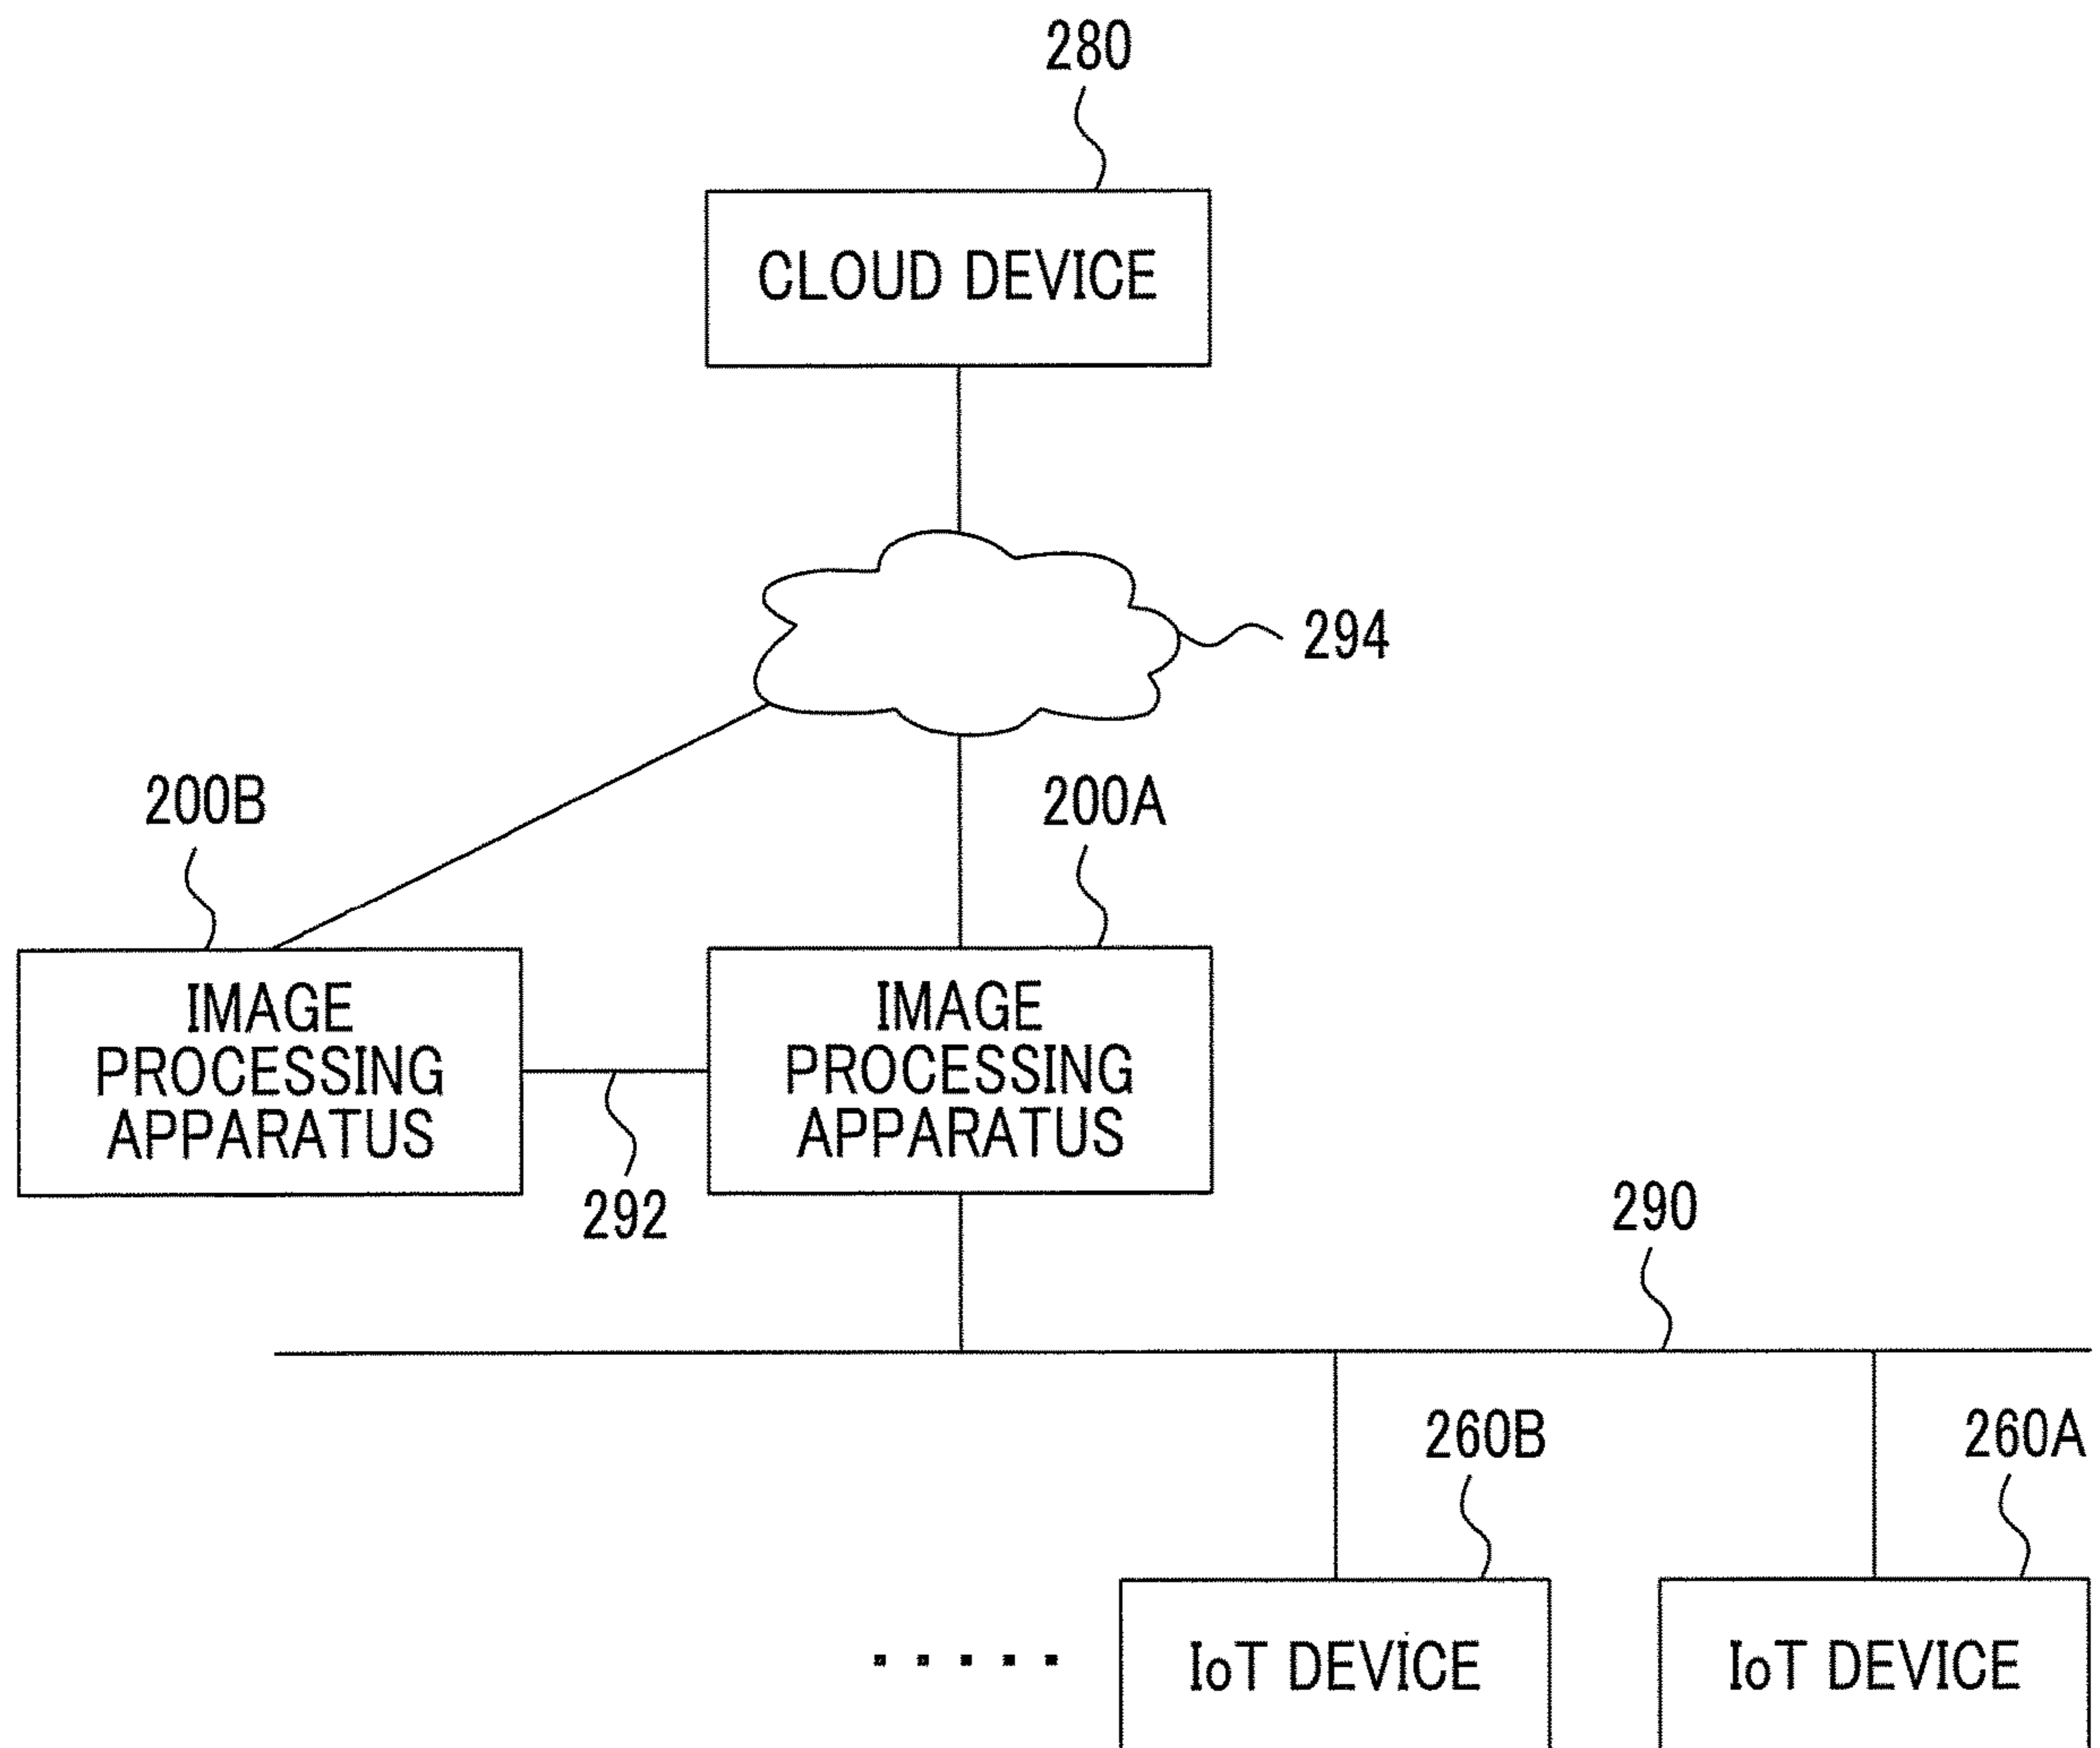 280
CLOUD DEVICE
294
200B
200A
IMAGE
PROCESSING
APPARATUS
IMAGE
PROCESSING
APPARATUS
292
290
260B
260A
IoT DEVICE
IoT DEVICE